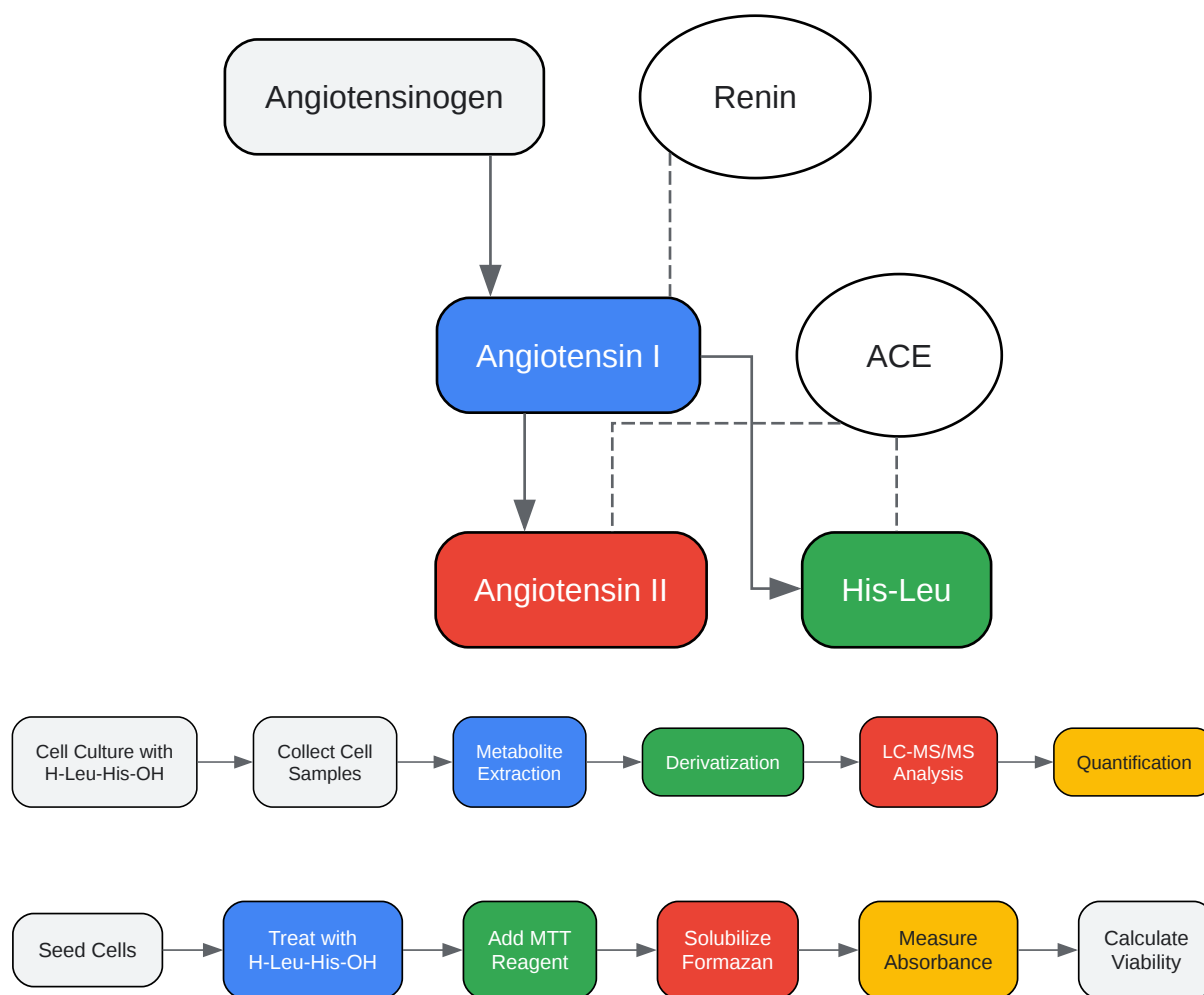 Angiotensinogen
Renin
Angiotensin I
ACE
Angiotensin II
His-Leu
Cell Culture with
H-Leu-His-OH
Collect Cell
Samples
Metabolite
Extraction
Derivatization
LC-MS/MS
Analysis
Quantification
Seed Cells
Treat with
H-Leu-His-OH
Add MTT
Reagent
Solubilize
Formazan
Measure
Absorbance
Calculate
Viability